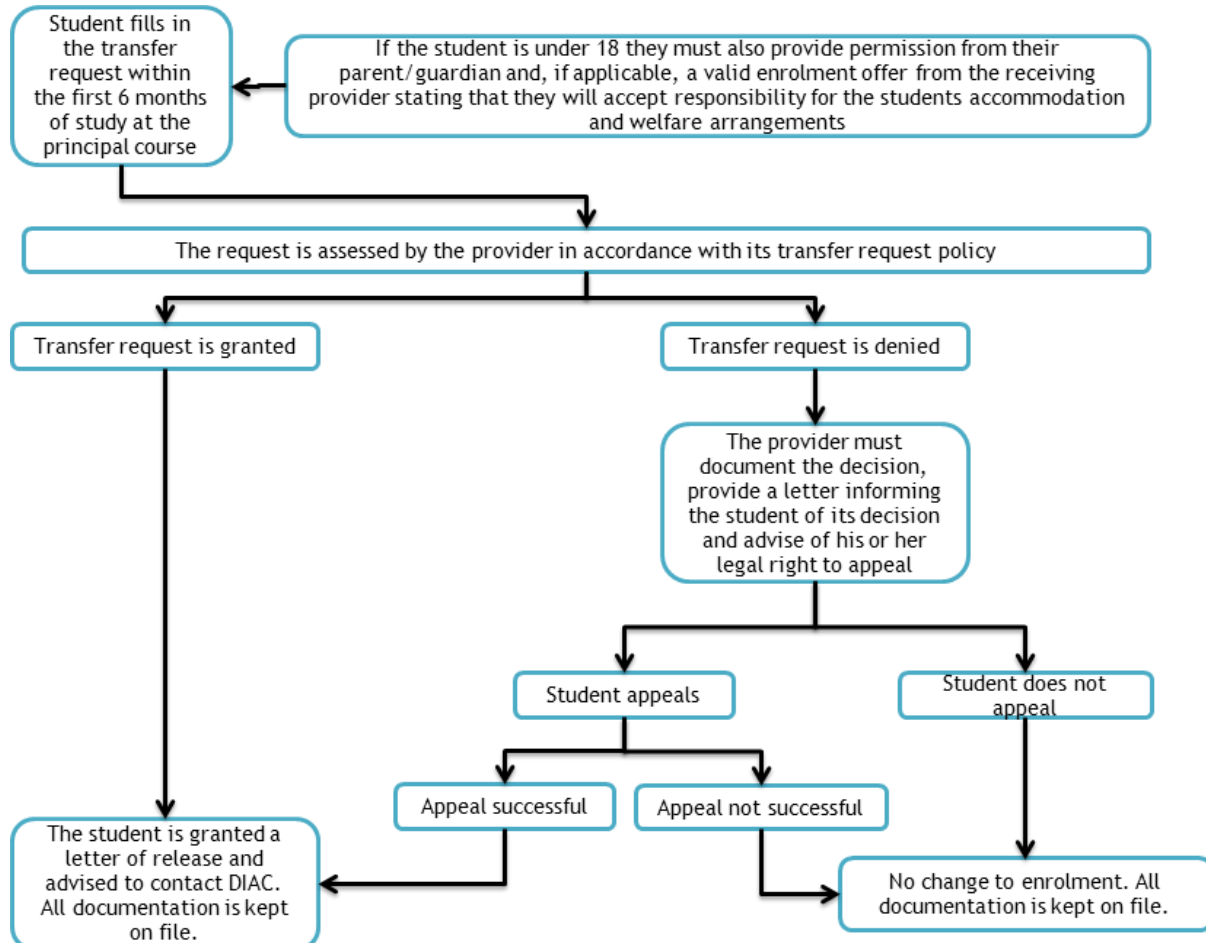 Student fills in
the transfer
request within
the first 6 months
of study at the
principal course
If the student is under 18 they must also provide permission from their
parent/guardian and, if applicable, a valid enrolment offer from the receiving
provider stating that they will accept responsibility for the students accommodation
and welfare arrangements
The request is assessed by the provider in accordance with its transfer request policy
Transfer request is granted
Transfer request is denied
The provider must
document the decision,
provide a letter informing
the student of its decision
and advise of his or her
legal right to appeal
Student appeals
Student does not
appeal
Appeal successful
Appeal not successful
The student is granted a
letter of release and
advised to contact DIAC.
All documentation is kept
on file.
No change to enrolment. All
documentation is kept on file.